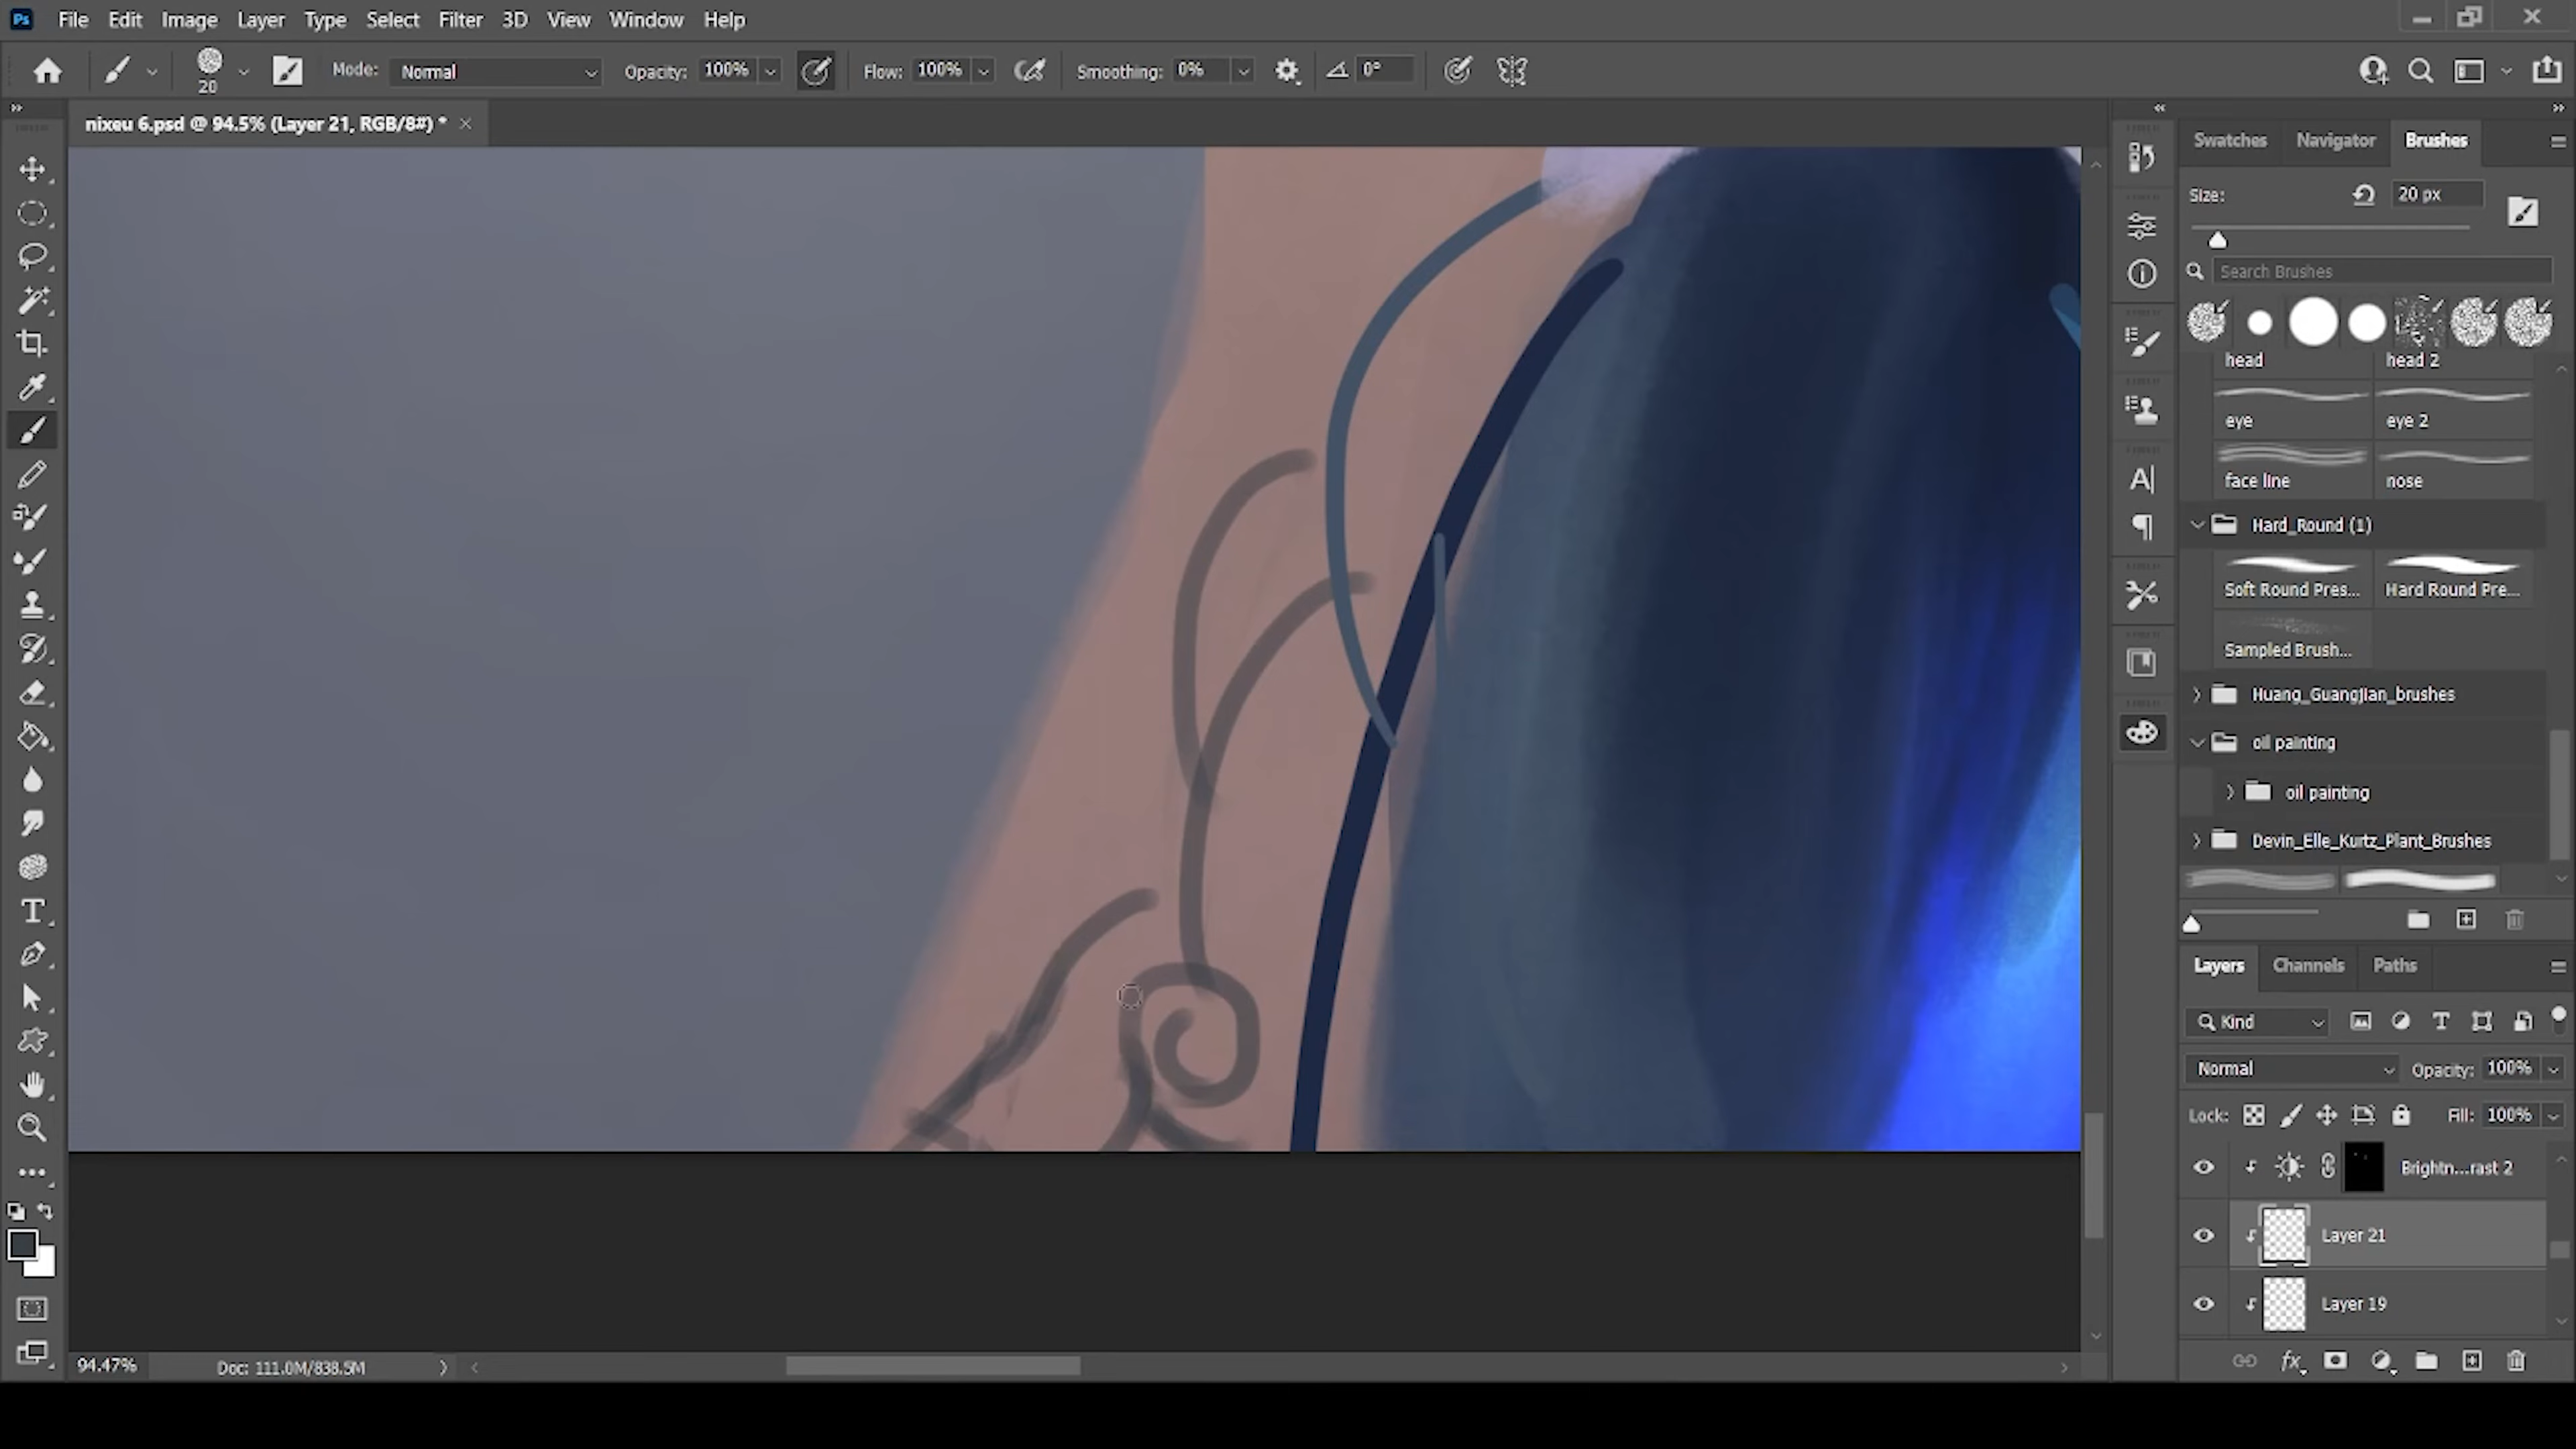 Ps File Edit Image Layer Type Select Filter 3D View Window Help
20 Mode: Normal Opacity: 100% Flow: 100% Smoothing: 0% 0°
nixeu 6.psd @ 94.5% (Layer 21, RGB/8#) *
Swatches Navigator Brushes
Size: 20 px
Search Brushes
head head 2
eye eye 2
face line nose
Hard_Round (1)
Soft Round Pres... Hard Round Pre...
Sampled Brush...
Huang_Guangjian_brushes
oil painting
oil painting
Devin_Elle_Kurtz_Plant_Brushes
Layers Channels Paths
Kind
Normal Opacity: 100%
Lock: Fill: 100%
Brightn...rast 2
Layer 21
Layer 19
94.47% Doc: 111.0M/838.5M